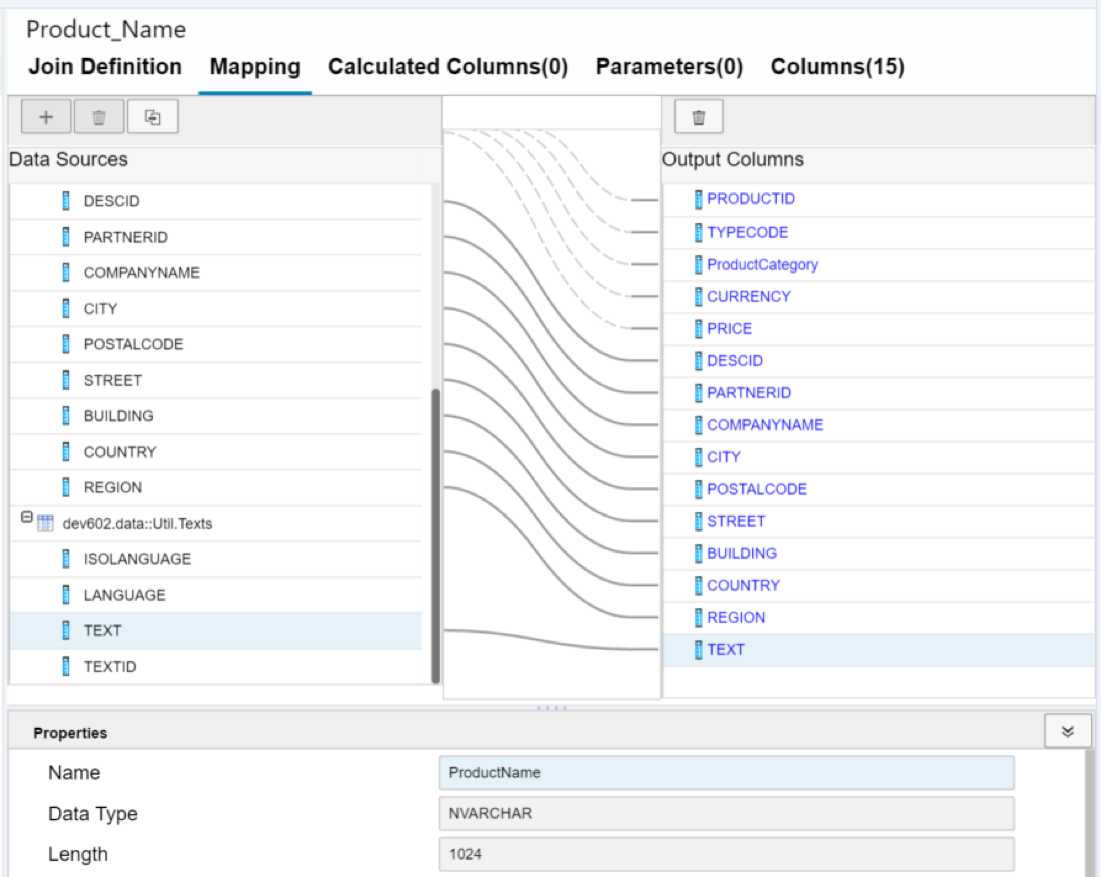 Product_Name
Join Definition Mapping Calculated Columns(0) Parameters(0) Columns(15)
Data Sources
DESCID
PARTNERID
COMPANYNAME
CITY
POSTALCODE
STREET
BUILDING
COUNTRY
REGION
dev602.data::Util.Texts
ISOLANGUAGE
LANGUAGE
TEXT
TEXTID
Output Columns
PRODUCTID
TYPECODE
ProductCategory
CURRENCY
PRICE
DESCID
PARTNERID
COMPANYNAME
CITY
POSTALCODE
STREET
BUILDING
COUNTRY
REGION
TEXT
Properties
Name ProductName
Data Type NVARCHAR
Length 1024